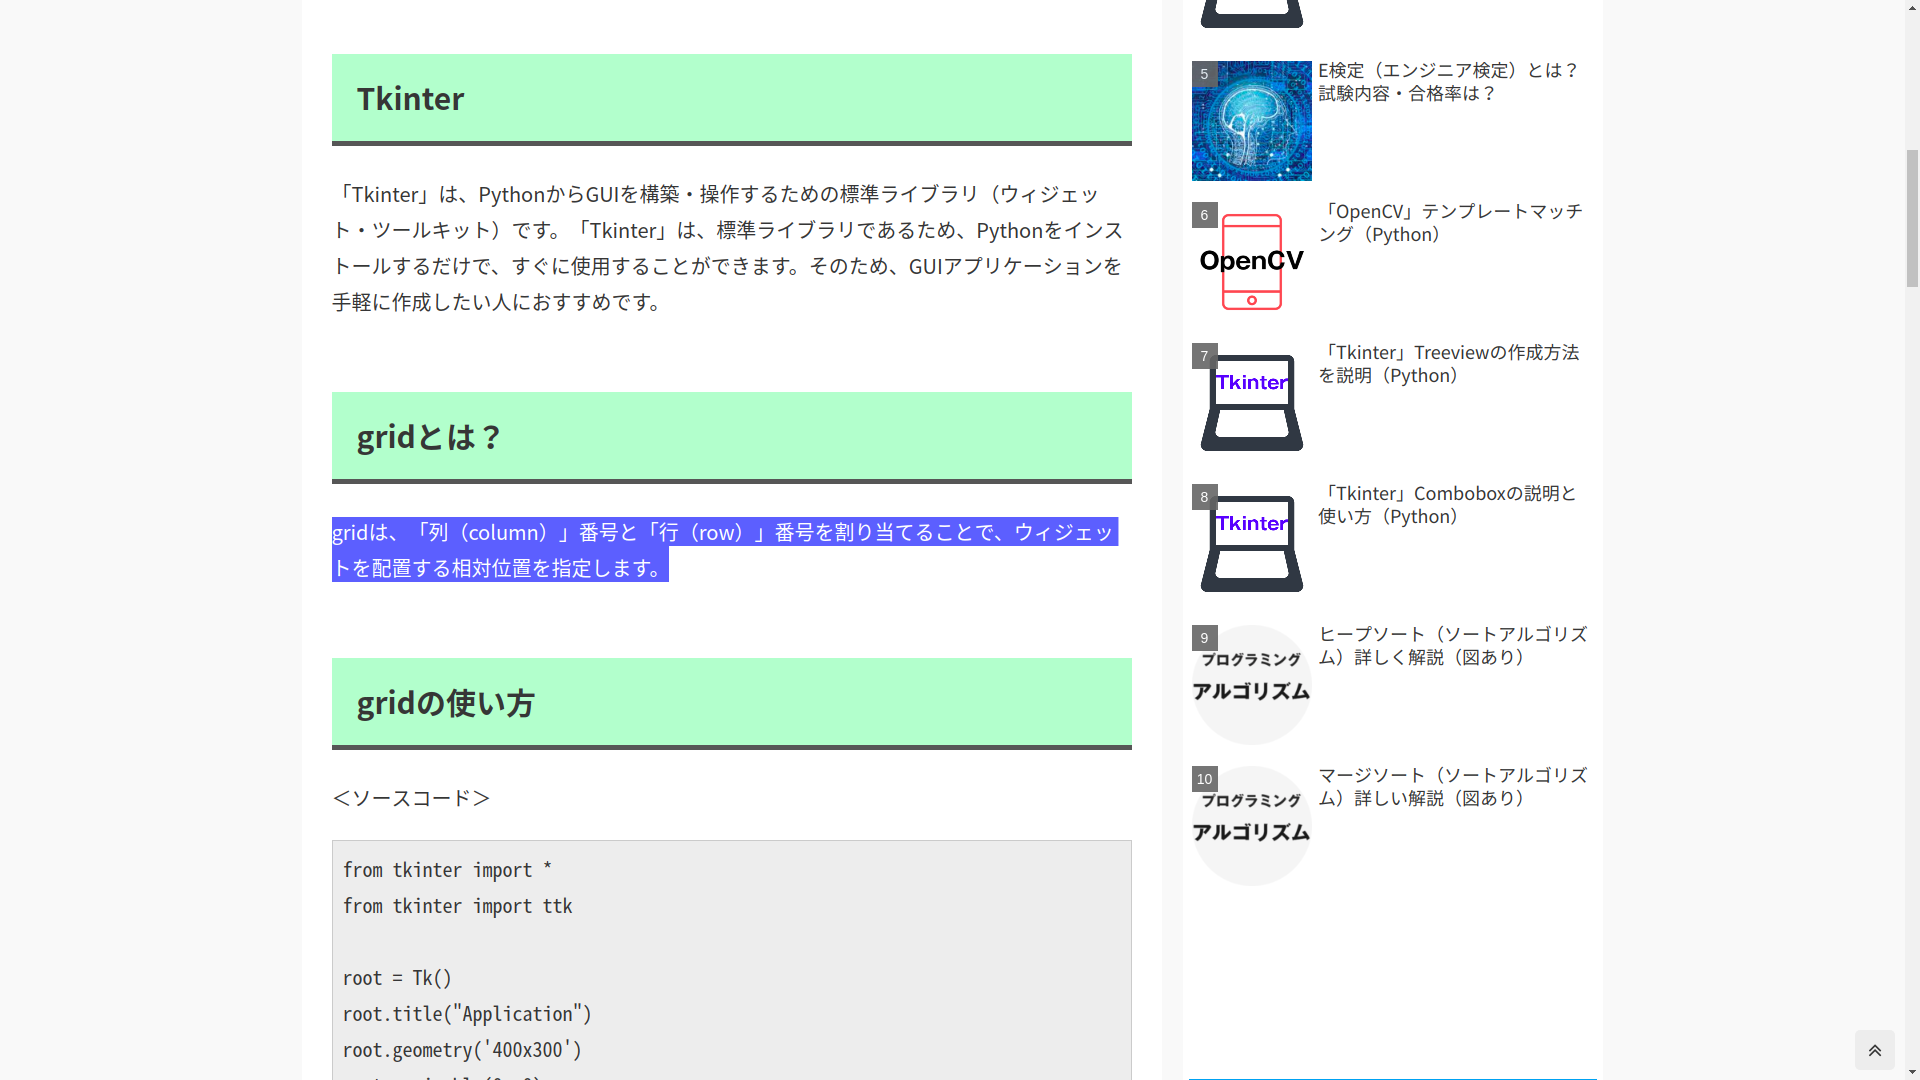 Tkinter
「Tkinter」は、PythonからGUIを構築・操作するための標準ライブラリ（ウィジェッ
ト・ツールキット）です。「Tkinter」は、標準ライブラリであるため、Pythonをインス
トールするだけで、すぐに使用することができます。そのため、GUIアプリケーションを
手軽に作成したい人におすすめです。
gridとは？
gridは、「列（column）」番号と「行（row）」番号を割り当てることで、ウィジェッ
トを配置する相対位置を指定します。
gridの使い方
＜ソースコード＞
from tkinter import *
from tkinter import ttk
root = Tk()
root.title("Application")
root.geometry('400x300')
5
E検定（エンジニア検定）とは？
試験内容・合格率は？
6
OpenCV
「OpenCV」テンプレートマッチ
ング（Python）
7
Tkinter
「Tkinter」Treeviewの作成方法
を説明（Python）
8
Tkinter
「Tkinter」Comboboxの説明と
使い方（Python）
9
プログラミング
アルゴリズム
ヒープソート（ソートアルゴリズ
ム）詳しく解説（図あり）
10
プログラミング
アルゴリズム
マージソート（ソートアルゴリズ
ム）詳しい解説（図あり）